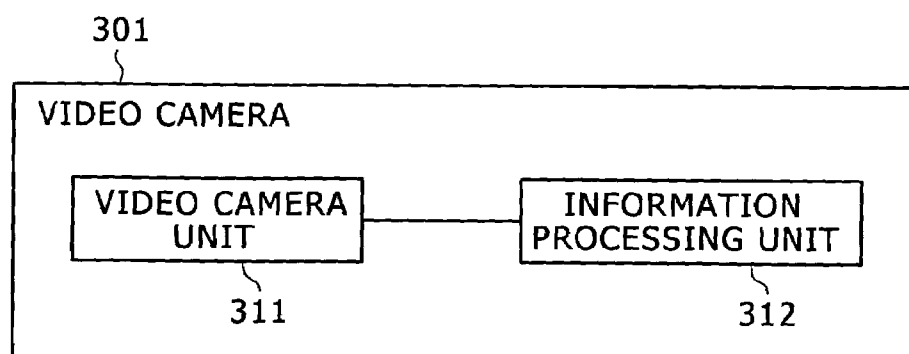 301
VIDEO CAMERA
VIDEO CAMERA
UNIT
INFORMATION
PROCESSING UNIT
311
312